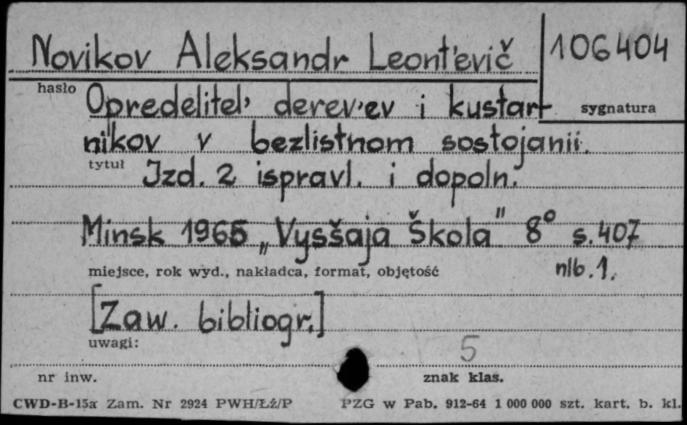 Novikov Aleksandr Leont'evič 106404
hasło
Opredelitel' derev'ev i kustar-
sygnatura
nikov v bezlistnom sostojanii.
tytuł
Izd. 2 ispravl. i dopoln.
Minsk 1965 „Vysšaja Škola" 8° s. 407
miejsce, rok wyd., nakładca, format, objętość
nlb. 1.
[Zaw. bibliogr.]
uwagi:
5
nr inw.
znak klas.
CWD-B-15a Zam. Nr 2924 PWH/Łź/P PZG w Pab. 912-64 1 000 000 szt. kart. b. kl.